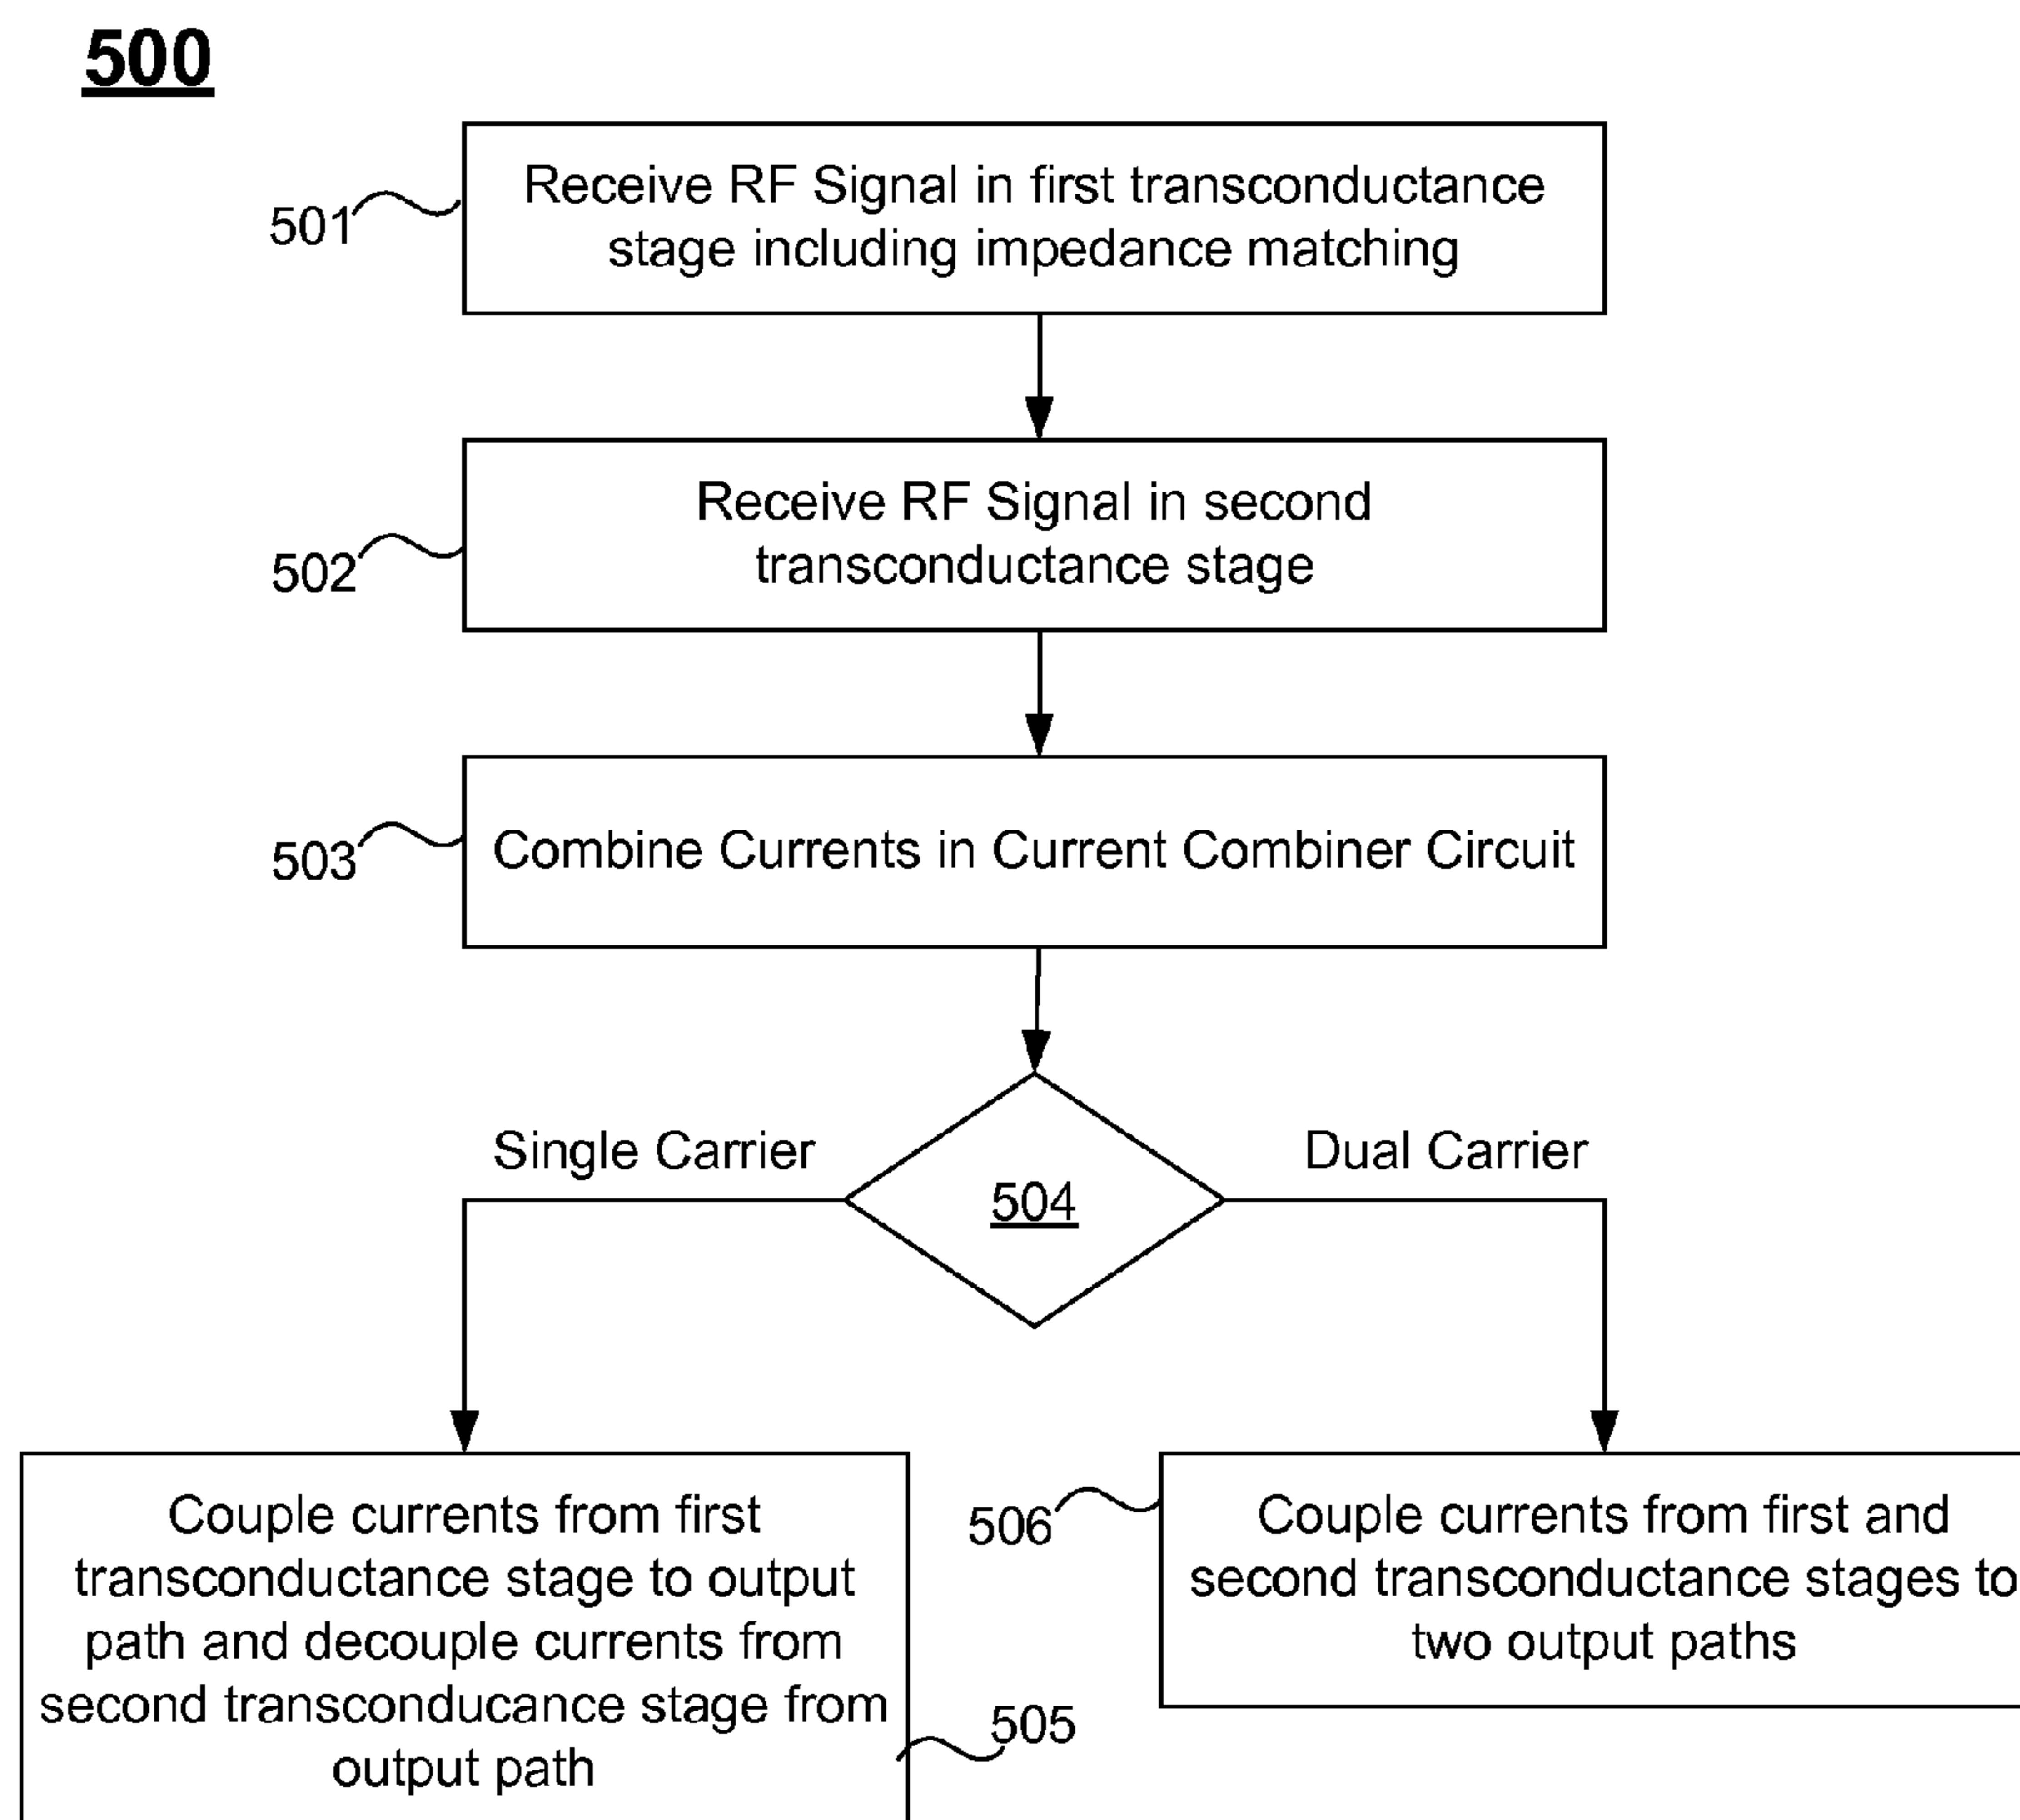 500
501
Receive RF Signal in first transconductance
stage including impedance matching
502
Receive RF Signal in second
transconductance stage
503
Combine Currents in Current Combiner Circuit
Single Carrier
504
Dual Carrier
Couple currents from first
transconductance stage to output
path and decouple currents from
second transconducance stage from
output path
505
506
Couple currents from first and
second transconductance stages to
two output paths